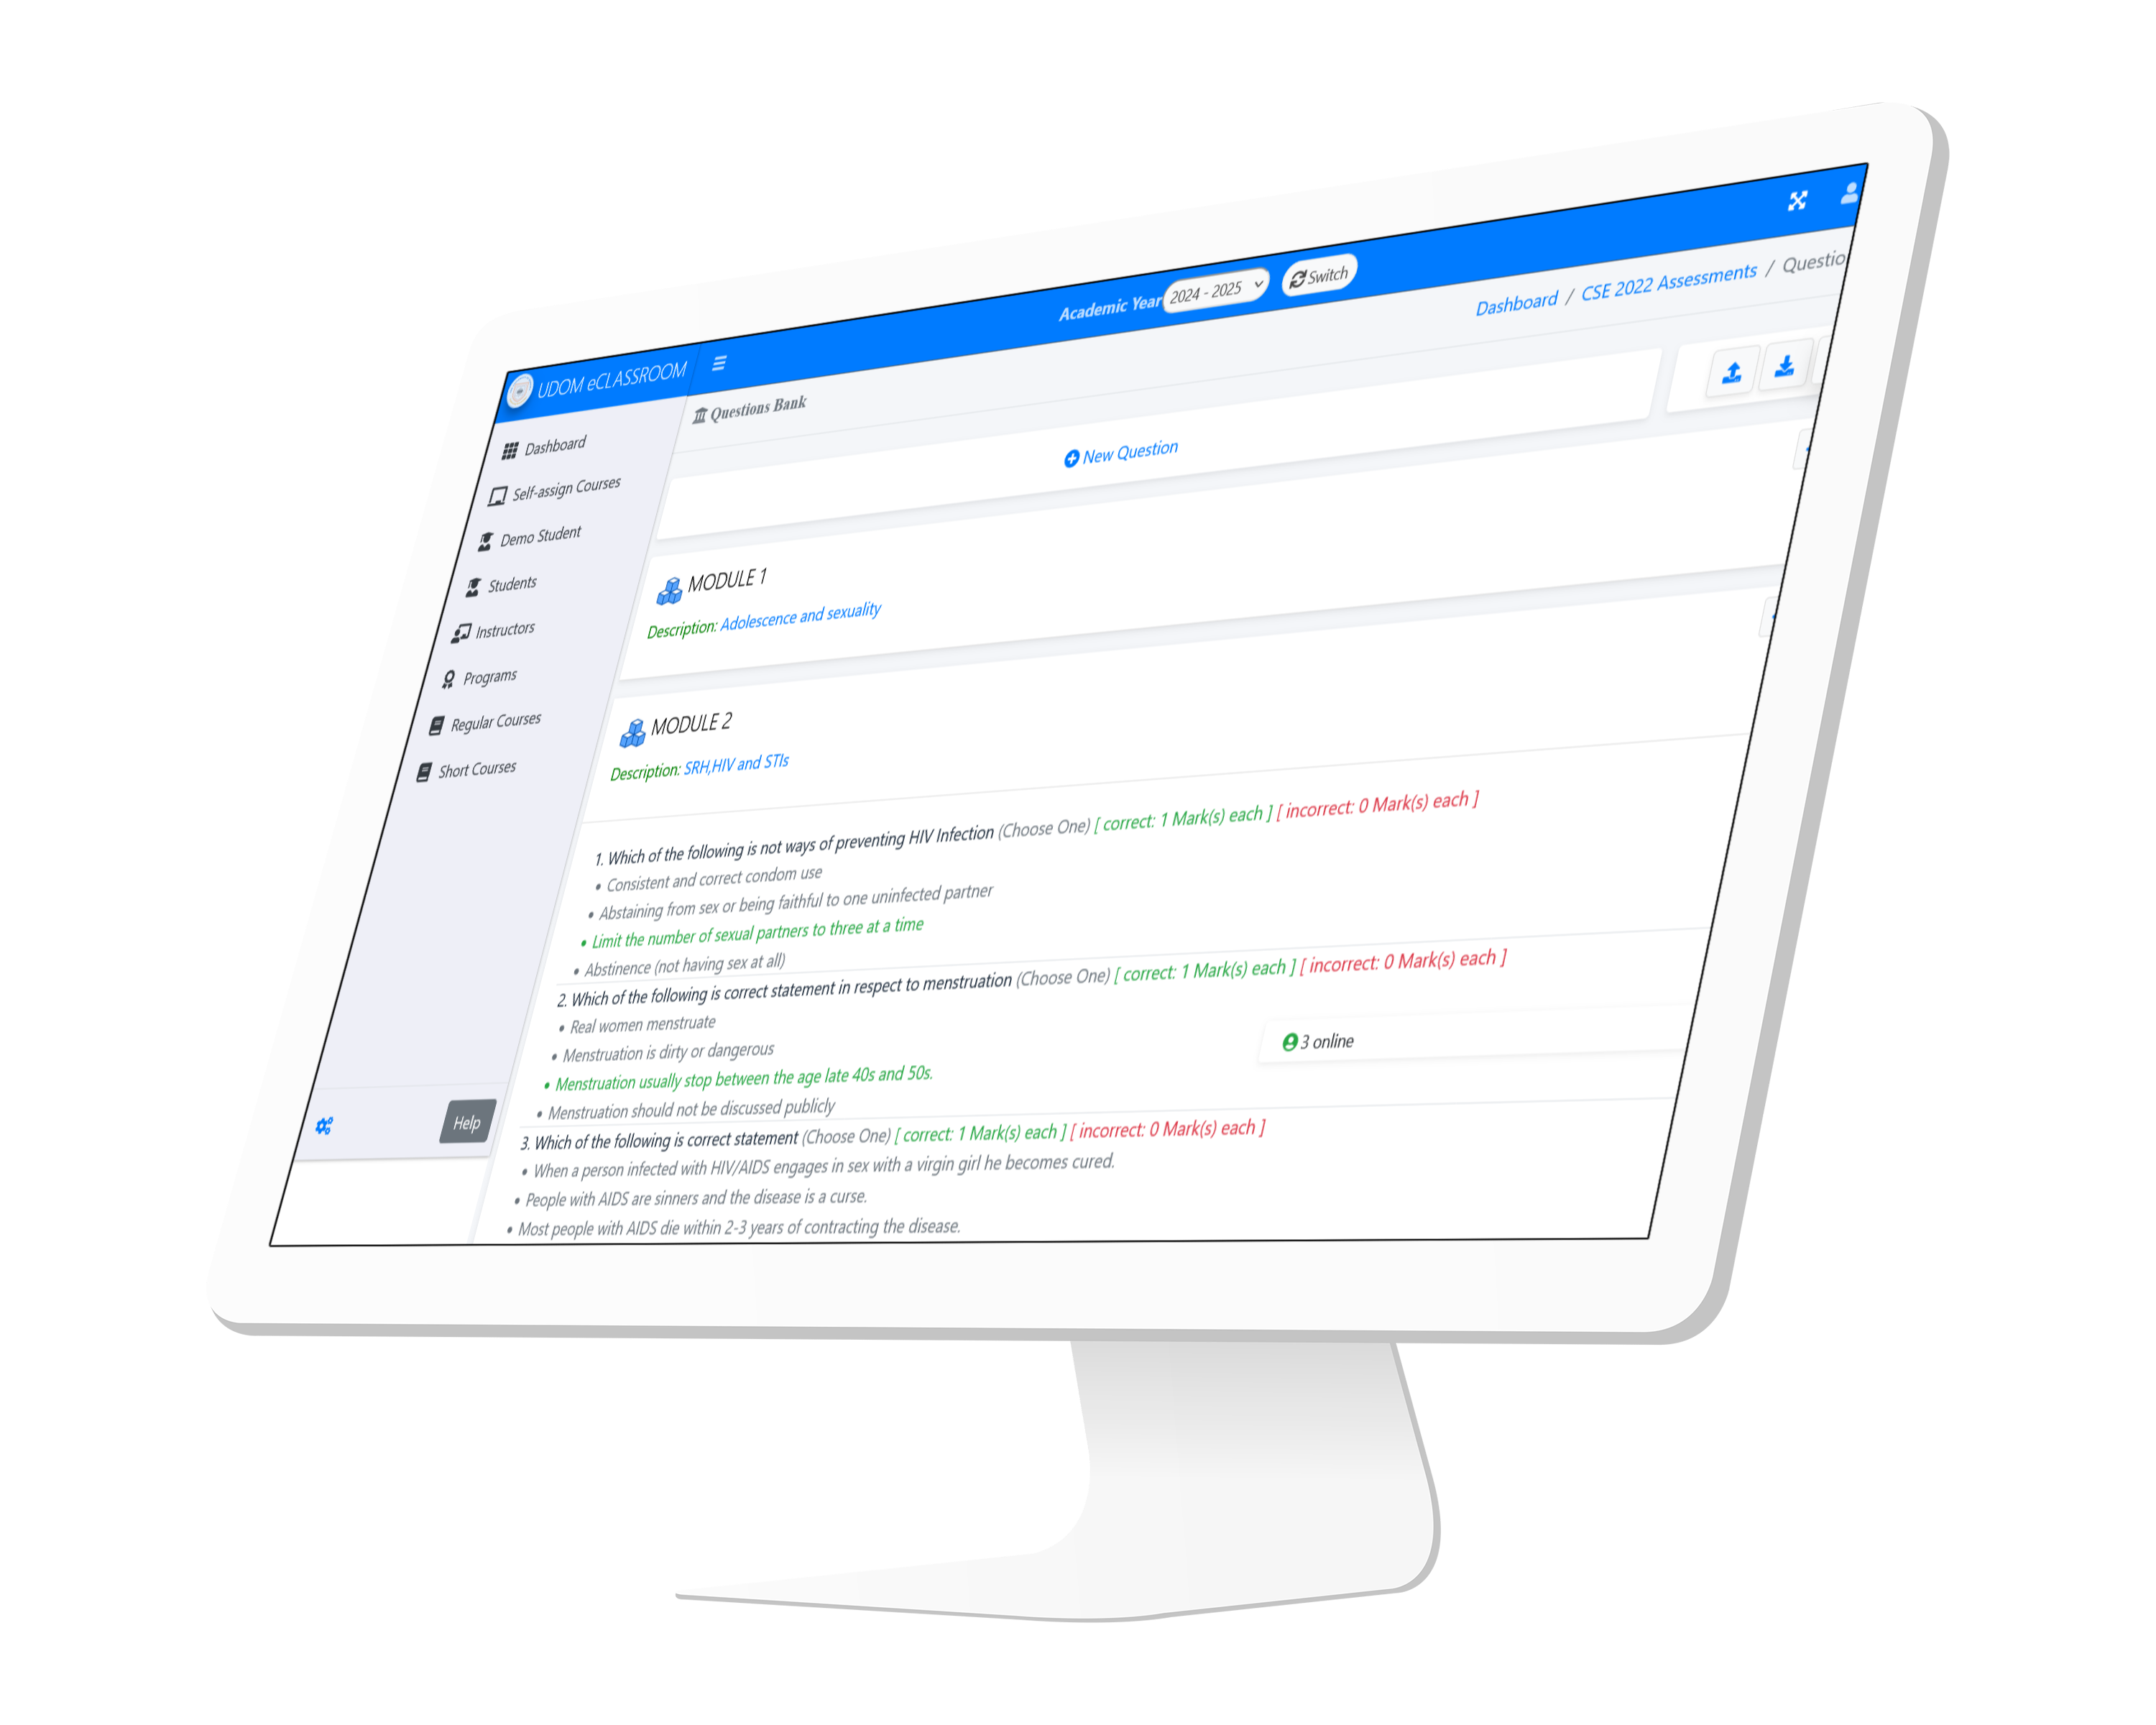 UDOM eCLASSROOM
Academic Year 2024 - 2025 Switch
Questions Bank
Dashboard / CSE 2022 Assessments / Questio
Dashboard
Self-assign Courses
Demo Student
Students
Instructors
Programs
Regular Courses
Short Courses
Help
New Question
MODULE 1
Description: Adolescence and sexuality
MODULE 2
Description: SRH,HIV and STIs
1. Which of the following is not ways of preventing HIV Infection (Choose One) [ correct: 1 Mark(s) each ] [ incorrect: 0 Mark(s) each ]
• Consistent and correct condom use
• Abstaining from sex or being faithful to one uninfected partner
• Limit the number of sexual partners to three at a time
• Abstinence (not having sex at all)
2. Which of the following is correct statement in respect to menstruation (Choose One) [ correct: 1 Mark(s) each ] [ incorrect: 0 Mark(s) each ]
• Real women menstruate
• Menstruation is dirty or dangerous
• Menstruation usually stop between the age late 40s and 50s.
• Menstruation should not be discussed publicly
3 online
3. Which of the following is correct statement (Choose One) [ correct: 1 Mark(s) each ] [ incorrect: 0 Mark(s) each ]
• When a person infected with HIV/AIDS engages in sex with a virgin girl he becomes cured.
• People with AIDS are sinners and the disease is a curse.
• Most people with AIDS die within 2-3 years of contracting the disease.